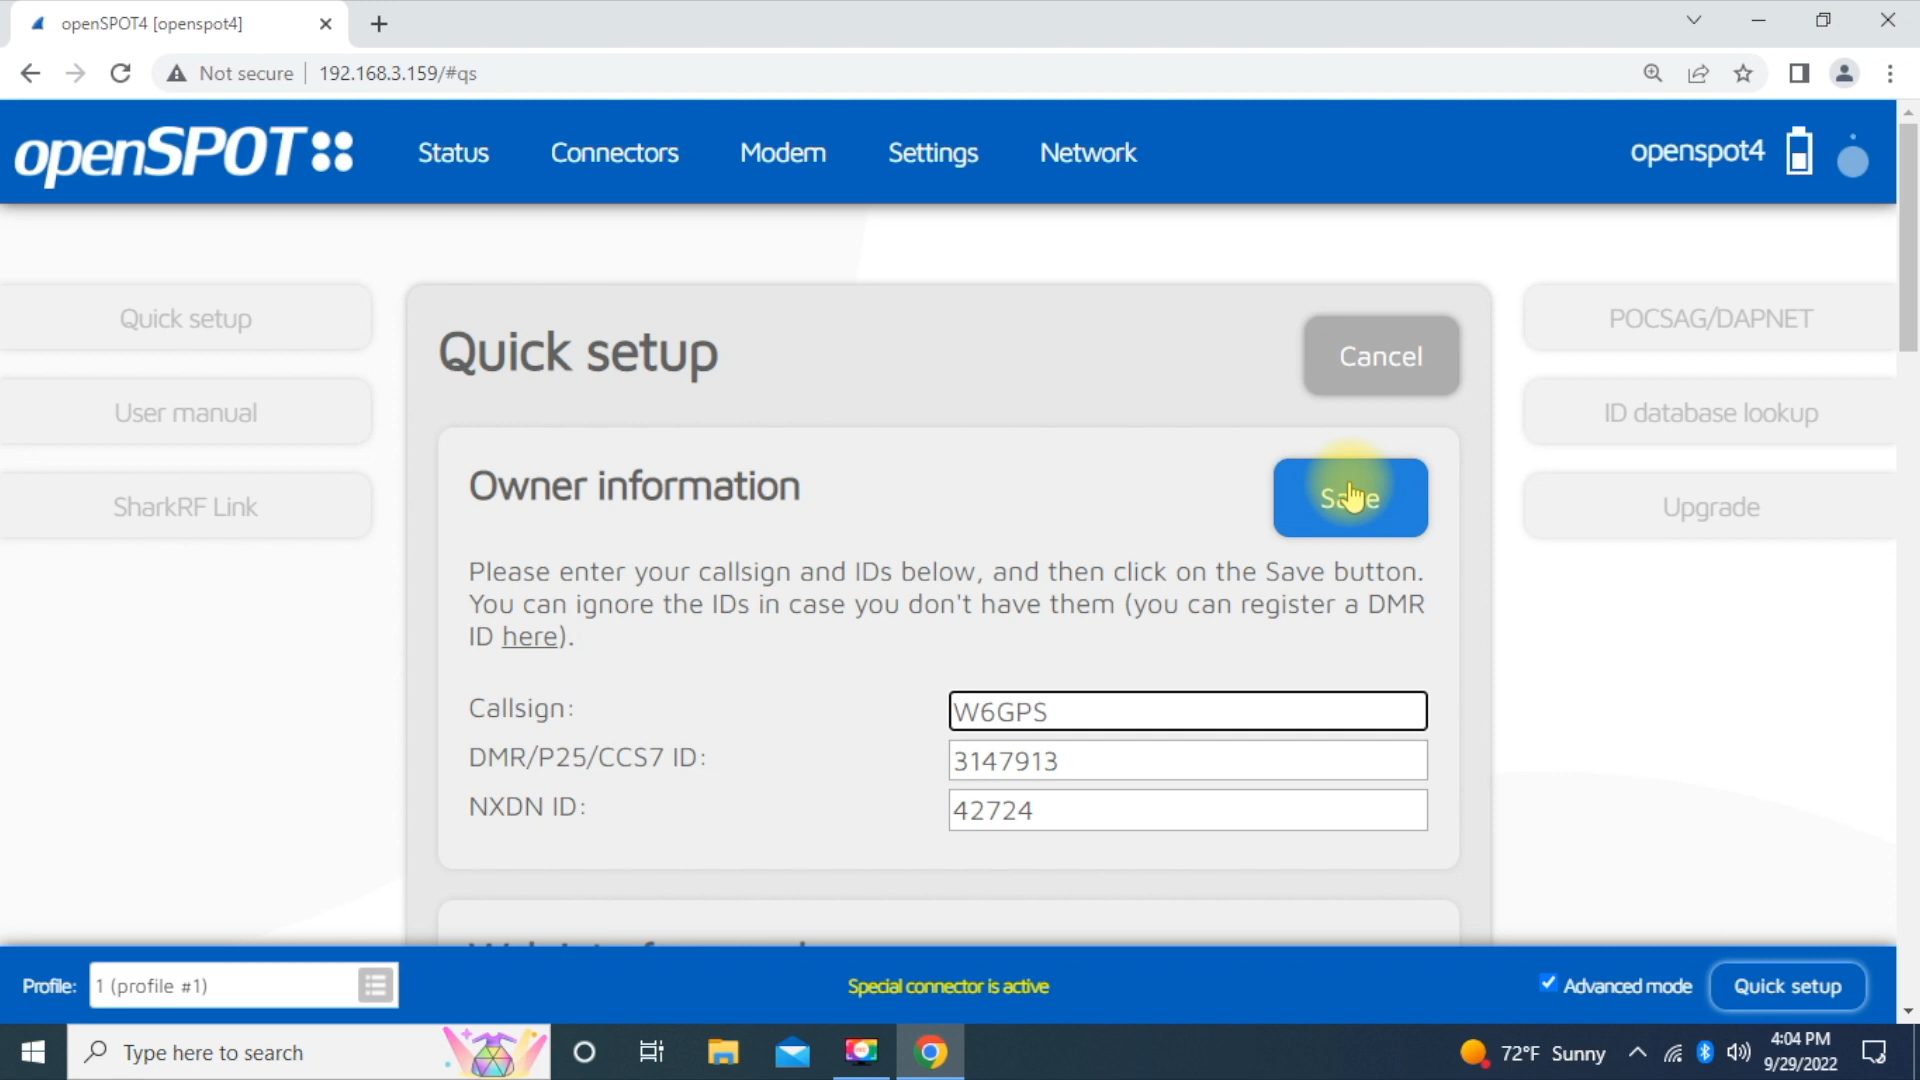 openSPOT4 [openspot4]
Not secure
192.168.3.159/#qs
openSPOT
Status
Connectors
Modem
Settings
Network
openspot4
Quick setup
User manual
SharkRF Link
Quick setup
Cancel
Owner information
Save
Please enter your callsign and IDs below, and then click on the Save button.
You can ignore the IDs in case you don't have them (you can register a DMR
ID here).
Callsign:
W6GPS
DMR/P25/CCS7 ID:
3147913
NXDN ID:
42724
POCSAG/DAPNET
ID database lookup
Upgrade
Profile:
1 (profile #1)
Special connector is active
Advanced mode
Quick setup
Type here to search
72°F Sunny
4:04 PM
9/29/2022